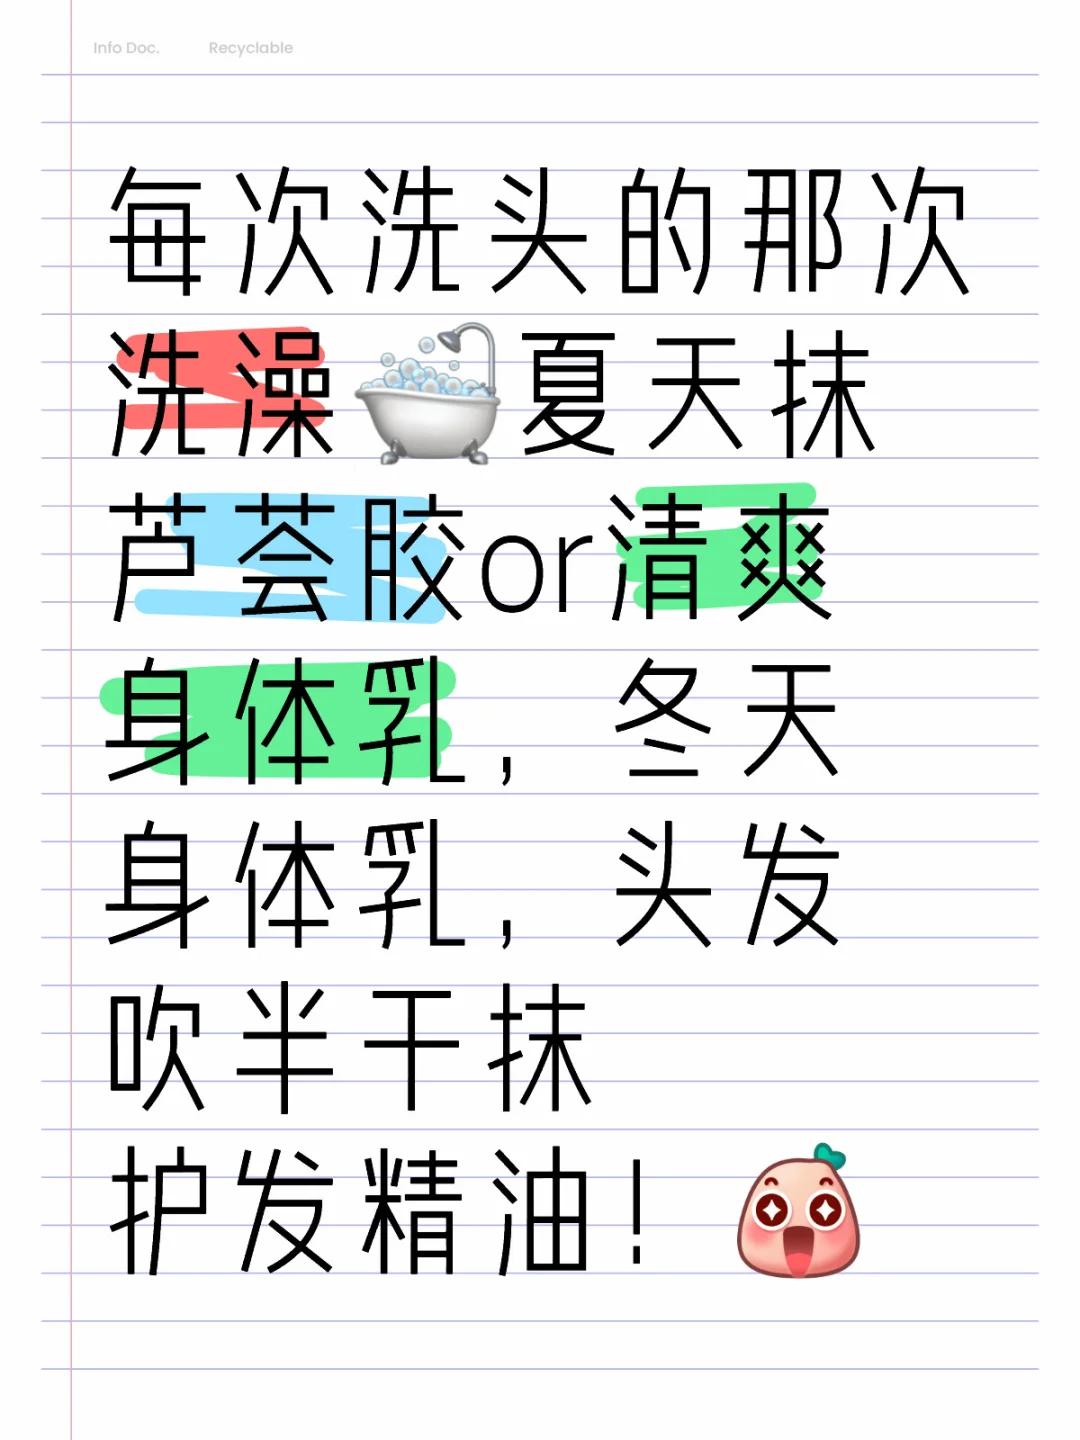 Info Doc. Recyclable
每次洗头的那次
洗澡🛁夏天抹
芦荟胶or清爽
身体乳，冬天
身体乳，头发
吹半干抹
护发精油！